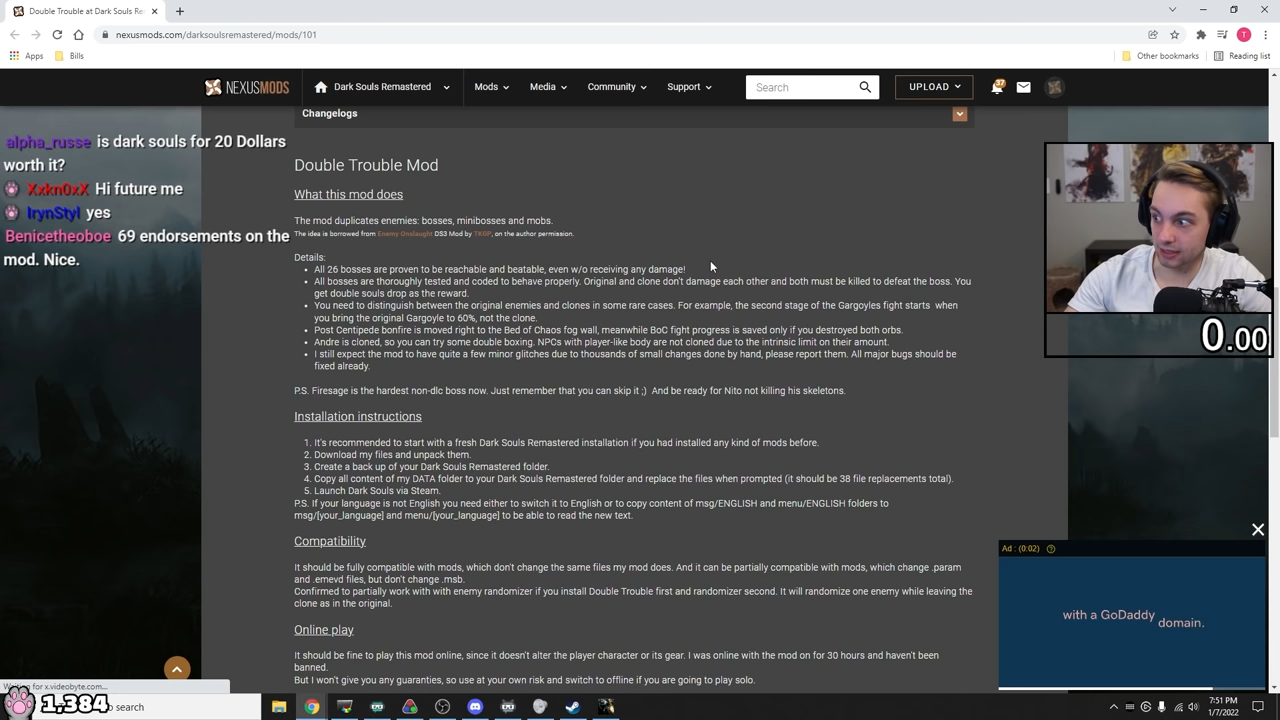 Double Trouble at Dark Souls Re
nexusmods.com/darksoulsremastered/mods/101
Apps
Bills
Other bookmarks
Reading list
NEXUSMODS
Dark Souls Remastered
Mods
Media
Community
Support
Search
UPLOAD
37
Changelogs
alpha_russe is dark souls for 20 Dollars
worth it?
XxknOxX Hi future me
IrynStyl yes
Benicetheoboe 69 endorsements on the
mod. Nice.
Double Trouble Mod
What this mod does
The mod duplicates enemies: bosses, minibosses and mobs.
The idea is borrowed from Enemy Onslaught DS3 Mod by TKGP, on the author permission.
Details:
All 26 bosses are proven to be reachable and beatable, even w/o receiving any damage!
All bosses are thoroughly tested and coded to behave properly. Original and clone don't damage each other and both must be killed to defeat the boss. You
get double souls drop as the reward.
You need to distinguish between the original enemies and clones in some rare cases. For example, the second stage of the Gargoyles fight starts when
you bring the original Gargoyle to 60%, not the clone.
Post Centipede bonfire is moved right to the Bed of Chaos fog wall, meanwhile BoC fight progress is saved only if you destroyed both orbs.
Andre is cloned, so you can try some double boxing. NPCs with player-like body are not cloned due to the intrinsic limit on their amount.
I still expect the mod to have quite a few minor glitches due to thousands of small changes done by hand, please report them. All major bugs should be
fixed already.
P.S. Firesage is the hardest non-dlc boss now. Just remember that you can skip it ;) And be ready for Nito not killing his skeletons.
Installation instructions
1. It's recommended to start with a fresh Dark Souls Remastered installation if you had installed any kind of mods before.
2. Download my files and unpack them.
3. Create a back up of your Dark Souls Remastered folder.
4. Copy all content of my DATA folder to your Dark Souls Remastered folder and replace the files when prompted (it should be 38 file replacements total).
5. Launch Dark Souls via Steam.
P.S. If your language is not English you need either to switch it to English or to copy content of msg/ENGLISH and menu/ENGLISH folders to
msg/[your_language] and menu/[your_language] to be able to read the new text.
Compatibility
It should be fully compatible with mods, which don't change the same files my mod does. And it can be partially compatible with mods, which change .param
and .emevd files, but don't change .msb.
Confirmed to partially work with with enemy randomizer if you install Double Trouble first and randomizer second. It will randomize one enemy while leaving the
clone as in the original.
Online play
It should be fine to play this mod online, since it doesn't alter the player character or its gear. I was online with the mod on for 30 hours and haven't been
banned.
But I won't give you any guaranties, so use at your own risk and switch to offline if you are going to play solo.
0.00
Ad : (0:02)
with a GoDaddy domain.
Waiting for x.videobyte.com...
1,384
o search
7:51 PM
1/7/2022